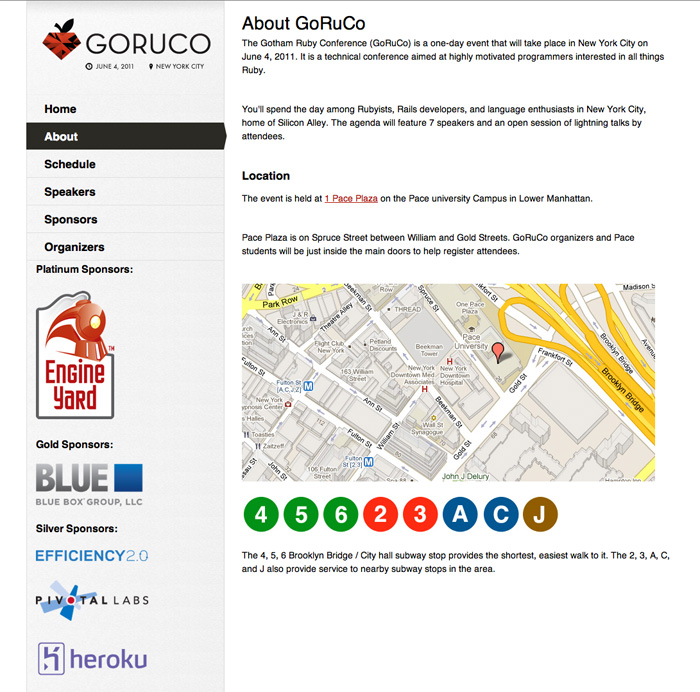 GORUCO
JUNE 4, 2011 NEW YORK CITY
Home
About
Schedule
Speakers
Sponsors
Organizers
Platinum Sponsors:
Engine
Yard
TM
Gold Sponsors:
BLUE
BLUE BOX GROUP, LLC
Silver Sponsors:
EFFICIENCY2.0
PIVOTAL LABS
heroku
About GoRuCo
The Gotham Ruby Conference (GoRuCo) is a one-day event that will take place in New York City on
June 4, 2011. It is a technical conference aimed at highly motivated programmers interested in all things
Ruby.
You'll spend the day among Rubyists, Rails developers, and language enthusiasts in New York City,
home of Silicon Alley. The agenda will feature 7 speakers and an open session of lightning talks by
attendees.
Location
The event is held at 1 Pace Plaza on the Pace university Campus in Lower Manhattan.
Pace Plaza is on Spruce Street between William and Gold Streets. GoRuCo organizers and Pace
students will be just inside the main doors to help register attendees.
Park Row
Beekman St
Spruce St
Madison S
Theatre Alley
J & R
Electronics
THREAD
One Pace
Plaza
Pace
University
Flight Club
New York
Petland
Discounts
Beekman
Tower
Frankfort St
Brooklyn Bridge
Brooklyn Bridge
Fulton St
163 William
Street
New York
Downtown Med
Associates
New York
Downtown
Hospital
H
H
Gold St
Fulton St
[A,C,2]
M
Ann St
Ann St
Beekman St
William St
Wall St
Synagogue
Toasties
Zaitzeff
Fulton
St [2,3]
M
Gold St
John St
106 Fulton
Street
John J Delury
4 5 6 2 3 A C J
The 4, 5, 6 Brooklyn Bridge / City hall subway stop provides the shortest, easiest walk to it. The 2, 3, A, C,
and J also provide service to nearby subway stops in the area.